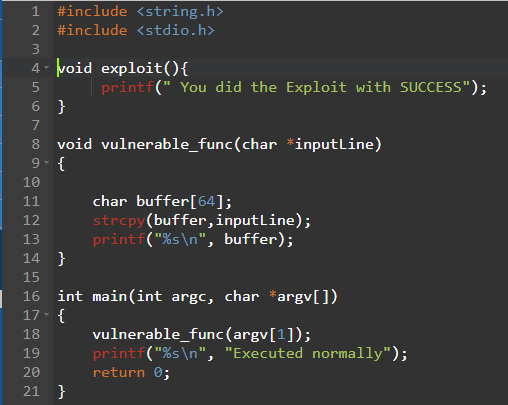 1 #include <string.h>
2 #include <stdio.h>
3
4 void exploit(){
5 printf(" You did the Exploit with SUCCESS");
6 }
7
8 void vulnerable_func(char *inputLine)
9 {
10
11 char buffer[64];
12 strcpy(buffer,inputLine);
13 printf("%s\n", buffer);
14 }
15
16 int main(int argc, char *argv[])
17 {
18 vulnerable_func(argv[1]);
19 printf("%s\n", "Executed normally");
20 return 0;
21 }